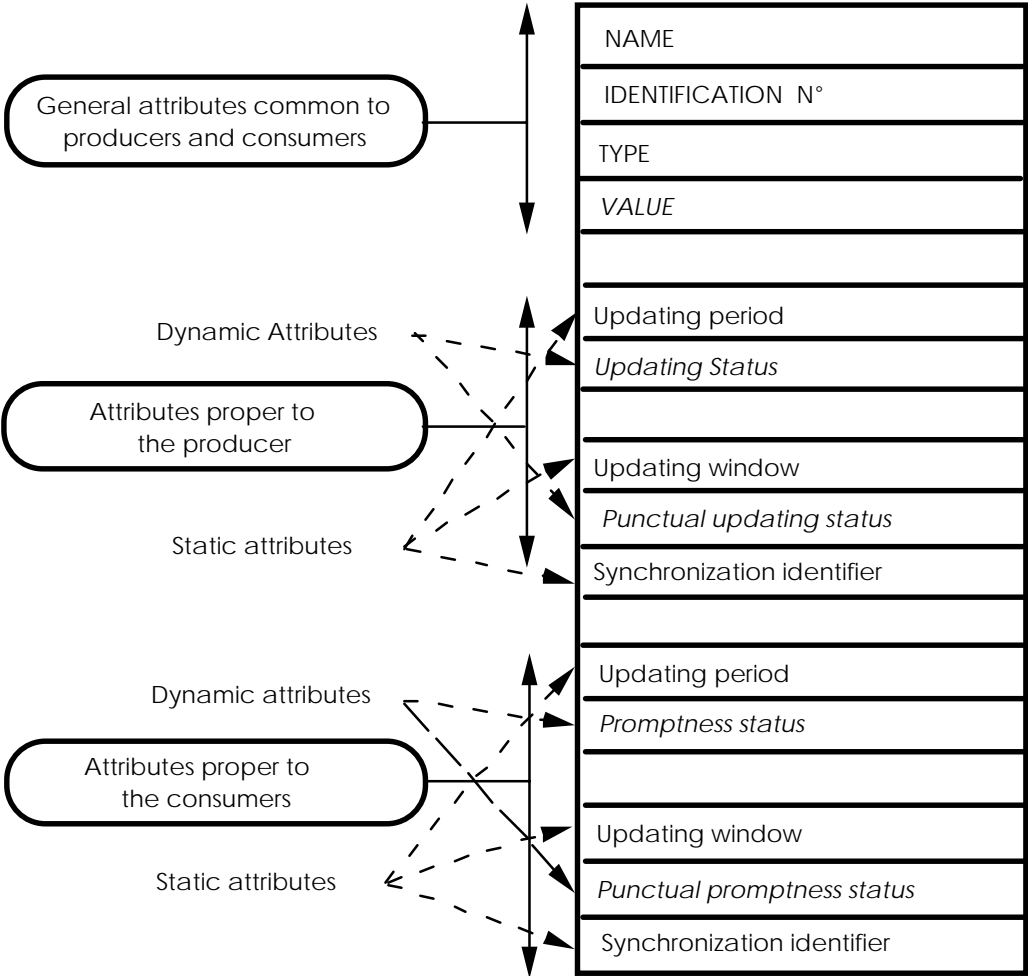 NAME
IDENTIFICATION N°
General attributes common to
producers and consumers
TYPE
VALUE
Updating period
Dynamic Attributes
Updating Status
Attributes proper to
the producer
Updating window
Punctual updating status
Static attributes
Synchronization identifier
Updating period
Dynamic attributes
Promptness status
Attributes proper to
the consumers
Updating window
Static attributes
Punctual promptness status
Synchronization identifier